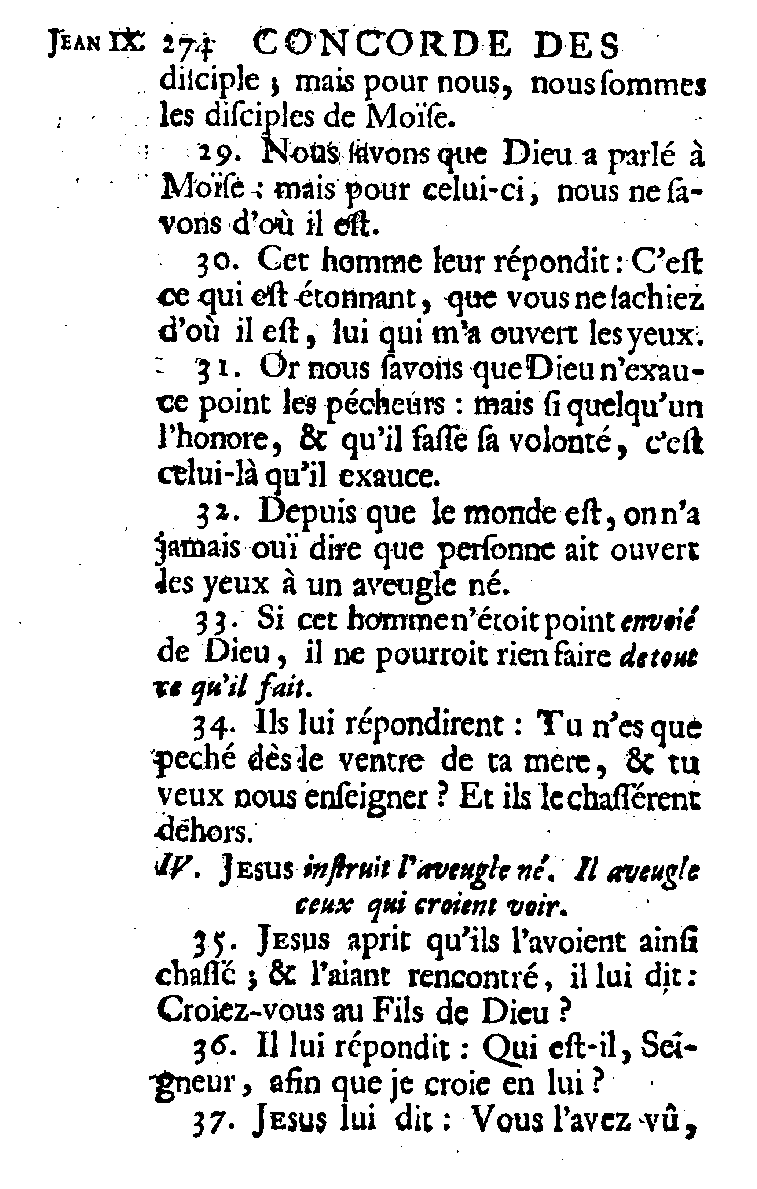 JEAN IX 274 CONCORDE DES
diſciple ; mais pour nous, nous ſommes
les diſciples de Moïſe.
29. Nous ſavons que Dieu a parlé à
Moïſe : mais pour celui-ci, nous ne ſa-
vons d'où il eſt.
30. Cet homme leur répondit : C'eſt
ce qui eſt étonnant, que vous ne ſachiez
d'où il eſt, lui qui m'a ouvert les yeux.
31. Or nous ſavons que Dieu n'exau-
ce point les pécheurs : mais ſi quelqu'un
l'honore, & qu'il faſſe ſa volonté, c'eſt
celui-là qu'il exauce.
32. Depuis que le monde eſt, on n'a
jamais ouï dire que perſonne ait ouvert
les yeux à un aveugle né.
33. Si cet homme n'étoit point envoié
de Dieu, il ne pourroit rien faire de tout
ce qu'il fait.
34. Ils lui répondirent : Tu n'es que
peché dès le ventre de ta mere, & tu
veux nous enſeigner ? Et ils le chaſſérent
dehors.
IV. JESUS inſtruit l'aveugle né. Il aveugle
ceux qui croient voir.
35. JESUS aprit qu'ils l'avoient ainſi
chaſſé ; & l'aiant rencontré, il lui dit :
Croiez-vous au Fils de Dieu ?
36. Il lui répondit : Qui eſt-il, Sei-
gneur, afin que je croie en lui ?
37. JESUS lui dit : Vous l'avez vû,